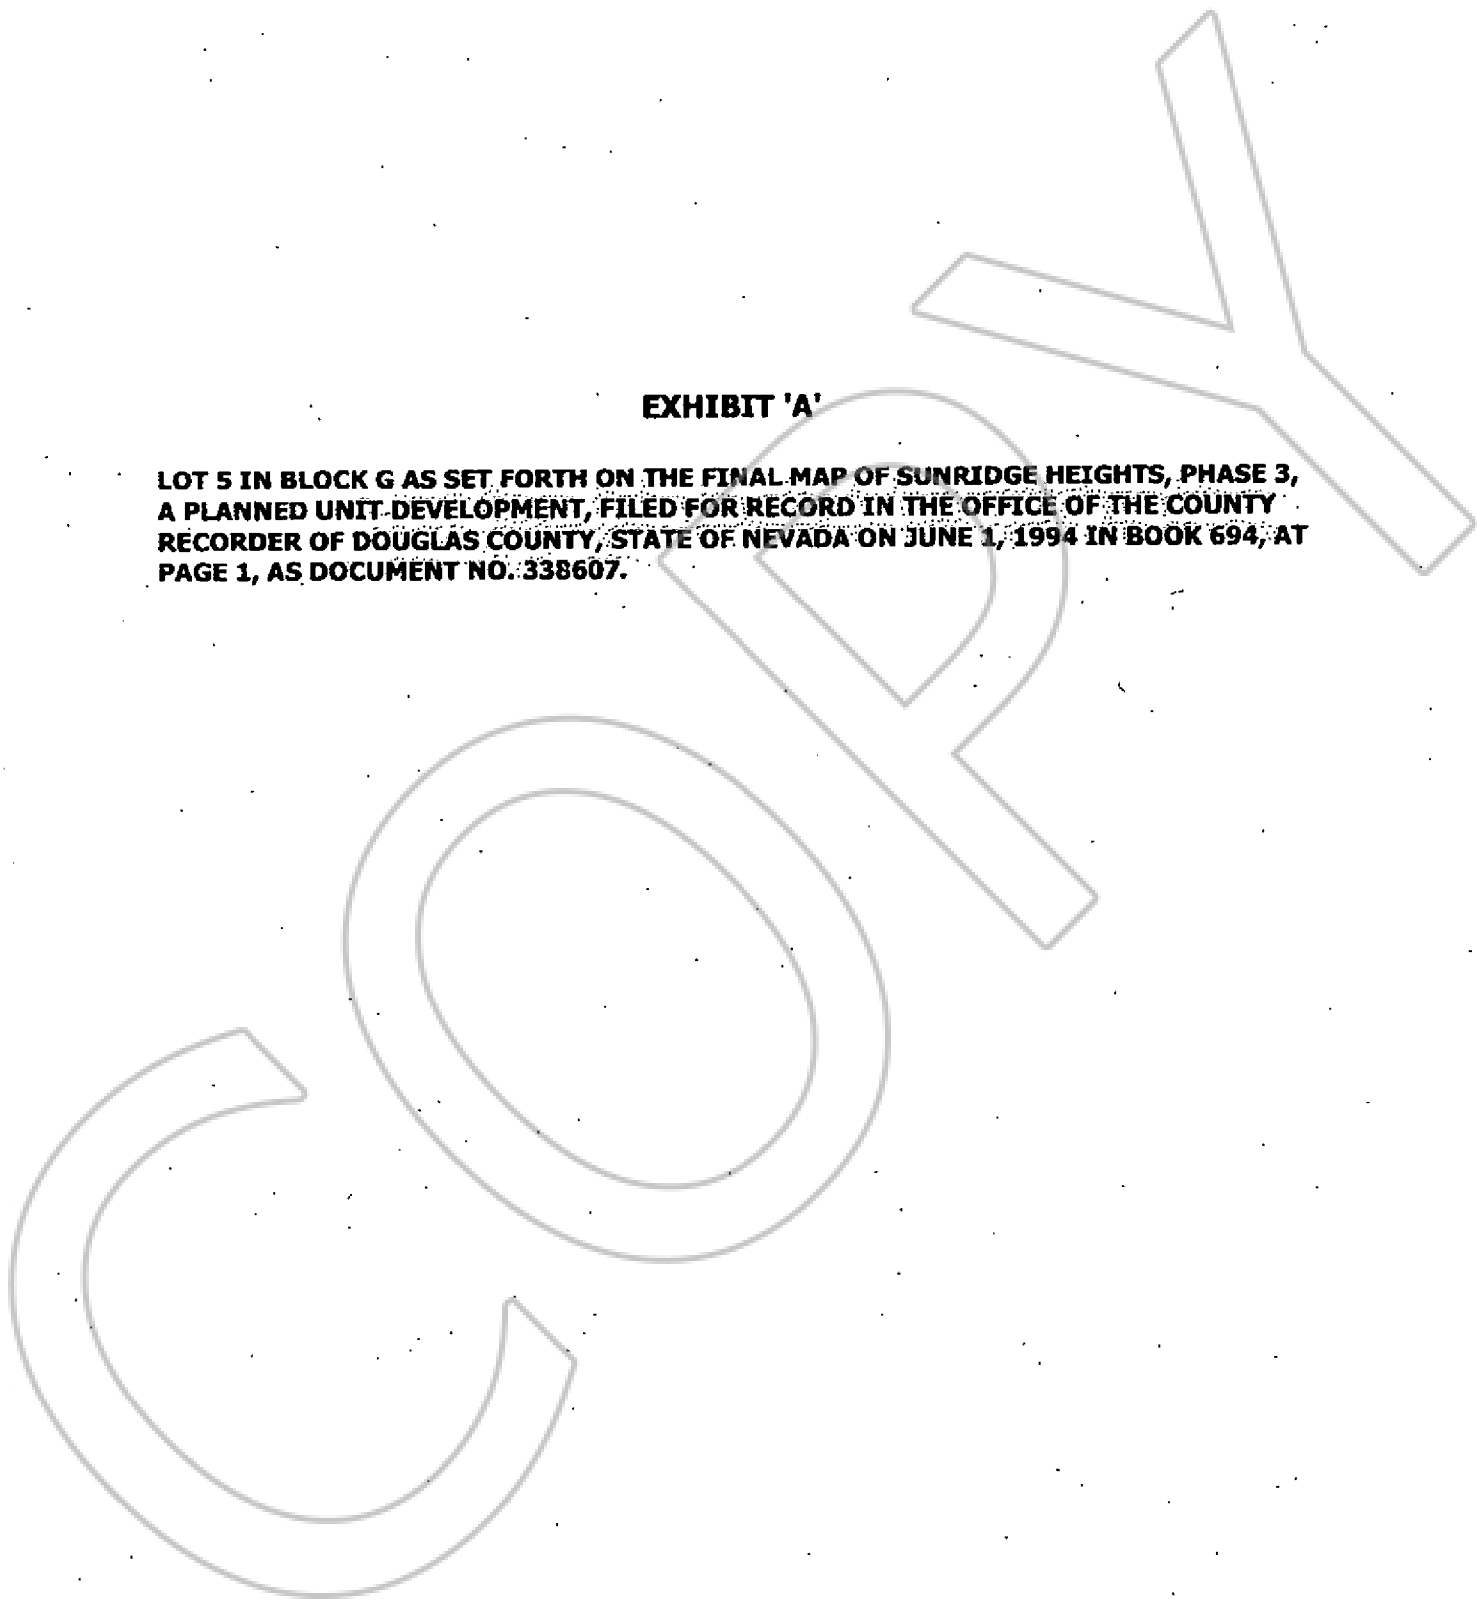 EXHIBIT 'A'
LOT 5 IN BLOCK G AS SET FORTH ON THE FINAL MAP OF SUNRIDGE HEIGHTS, PHASE 3,
A PLANNED UNIT DEVELOPMENT, FILED FOR RECORD IN THE OFFICE OF THE COUNTY
RECORDER OF DOUGLAS COUNTY, STATE OF NEVADA ON JUNE 1, 1994 IN BOOK 694, AT
PAGE 1, AS DOCUMENT NO. 338607.
COPY